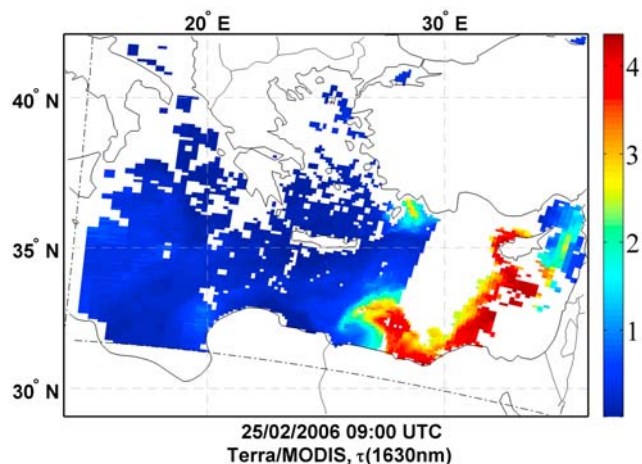 20° E 30° E
40° N
35° N
30° N
4
3
2
1
25/02/2006 09:00 UTC
Terra/MODIS, τ(1630nm)